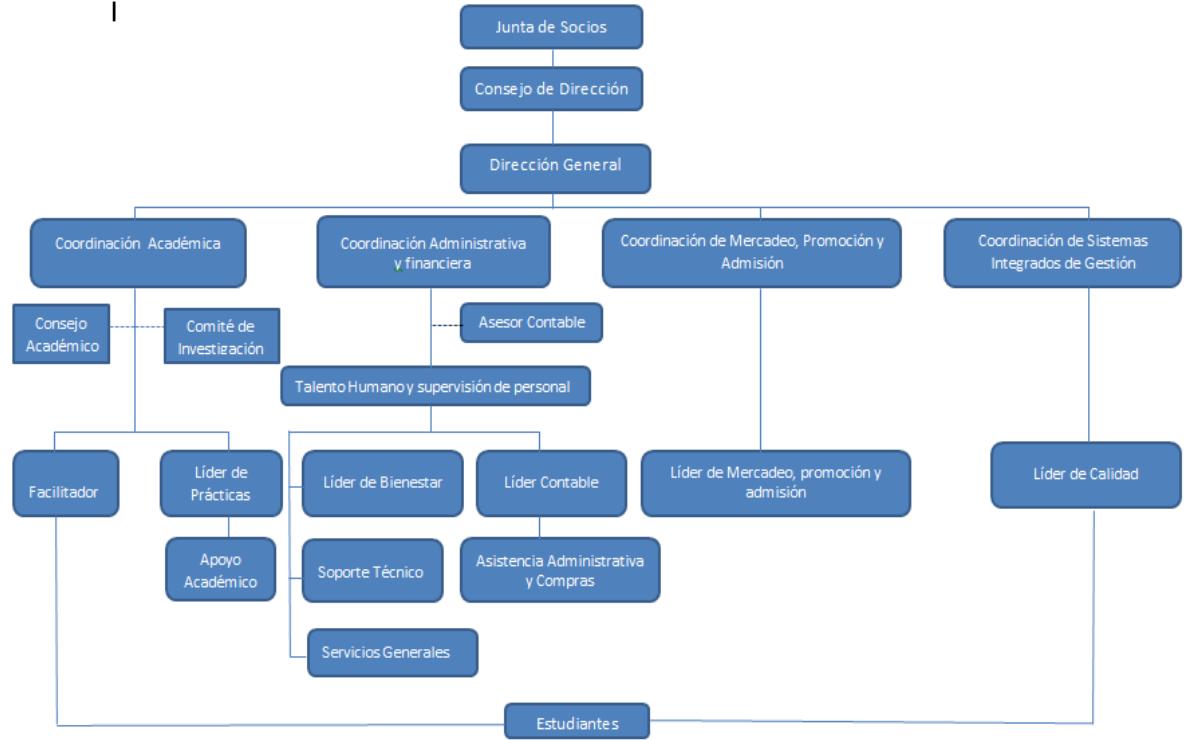 Junta de Socios
Consejo de Dirección
Dirección General
Coordinación Académica
Coordinación Administrativa
y financiera
Coordinación de Mercadeo, Promoción y
Admisión
Coordinación de Sistemas
Integrados de Gestión
Consejo
Académico
Comité de
Investigación
Asesor Contable
Talento Humano y supervisión de personal
Facilitador
Líder de
Prácticas
Líder de Bienestar
Líder Contable
Líder de Mercadeo, promoción y
admisión
Líder de Calidad
Apoyo
Académico
Soporte Técnico
Asistencia Administrativa
y Compras
Servicios Generales
Estudiantes